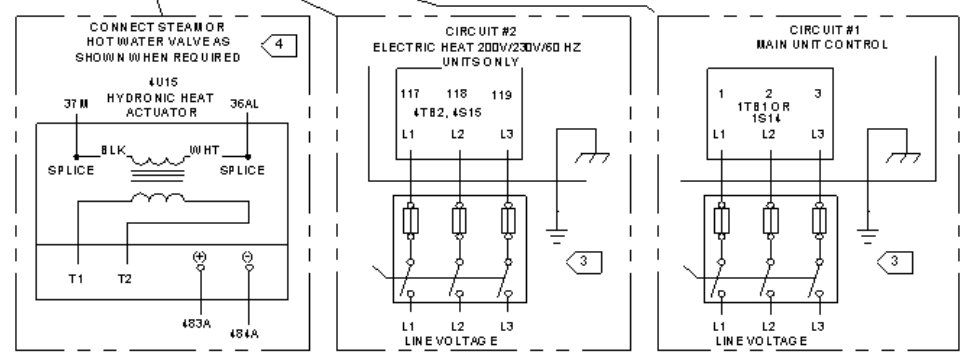 CONNECT STEAM OR
HOT WATER VALVE AS
SHOWN WHEN REQUIRED
4
4U15
HYDRONIC HEAT
ACTUATOR
37M
36AL
BLK
WHT
SPLICE
SPLICE
T1
T2
483A
484A
CIRCUIT #2
ELECTRIC HEAT 200V/230V/60 HZ
UNITS ONLY
117 118 119
4TB2, 4S15
L1 L2 L3
3
L1 L2 L3
LINE VOLTAGE
CIRCUIT #1
MAIN UNIT CONTROL
1 2 3
1TB1 OR
1S14
L1 L2 L3
3
L1 L2 L3
LINE VOLTAGE